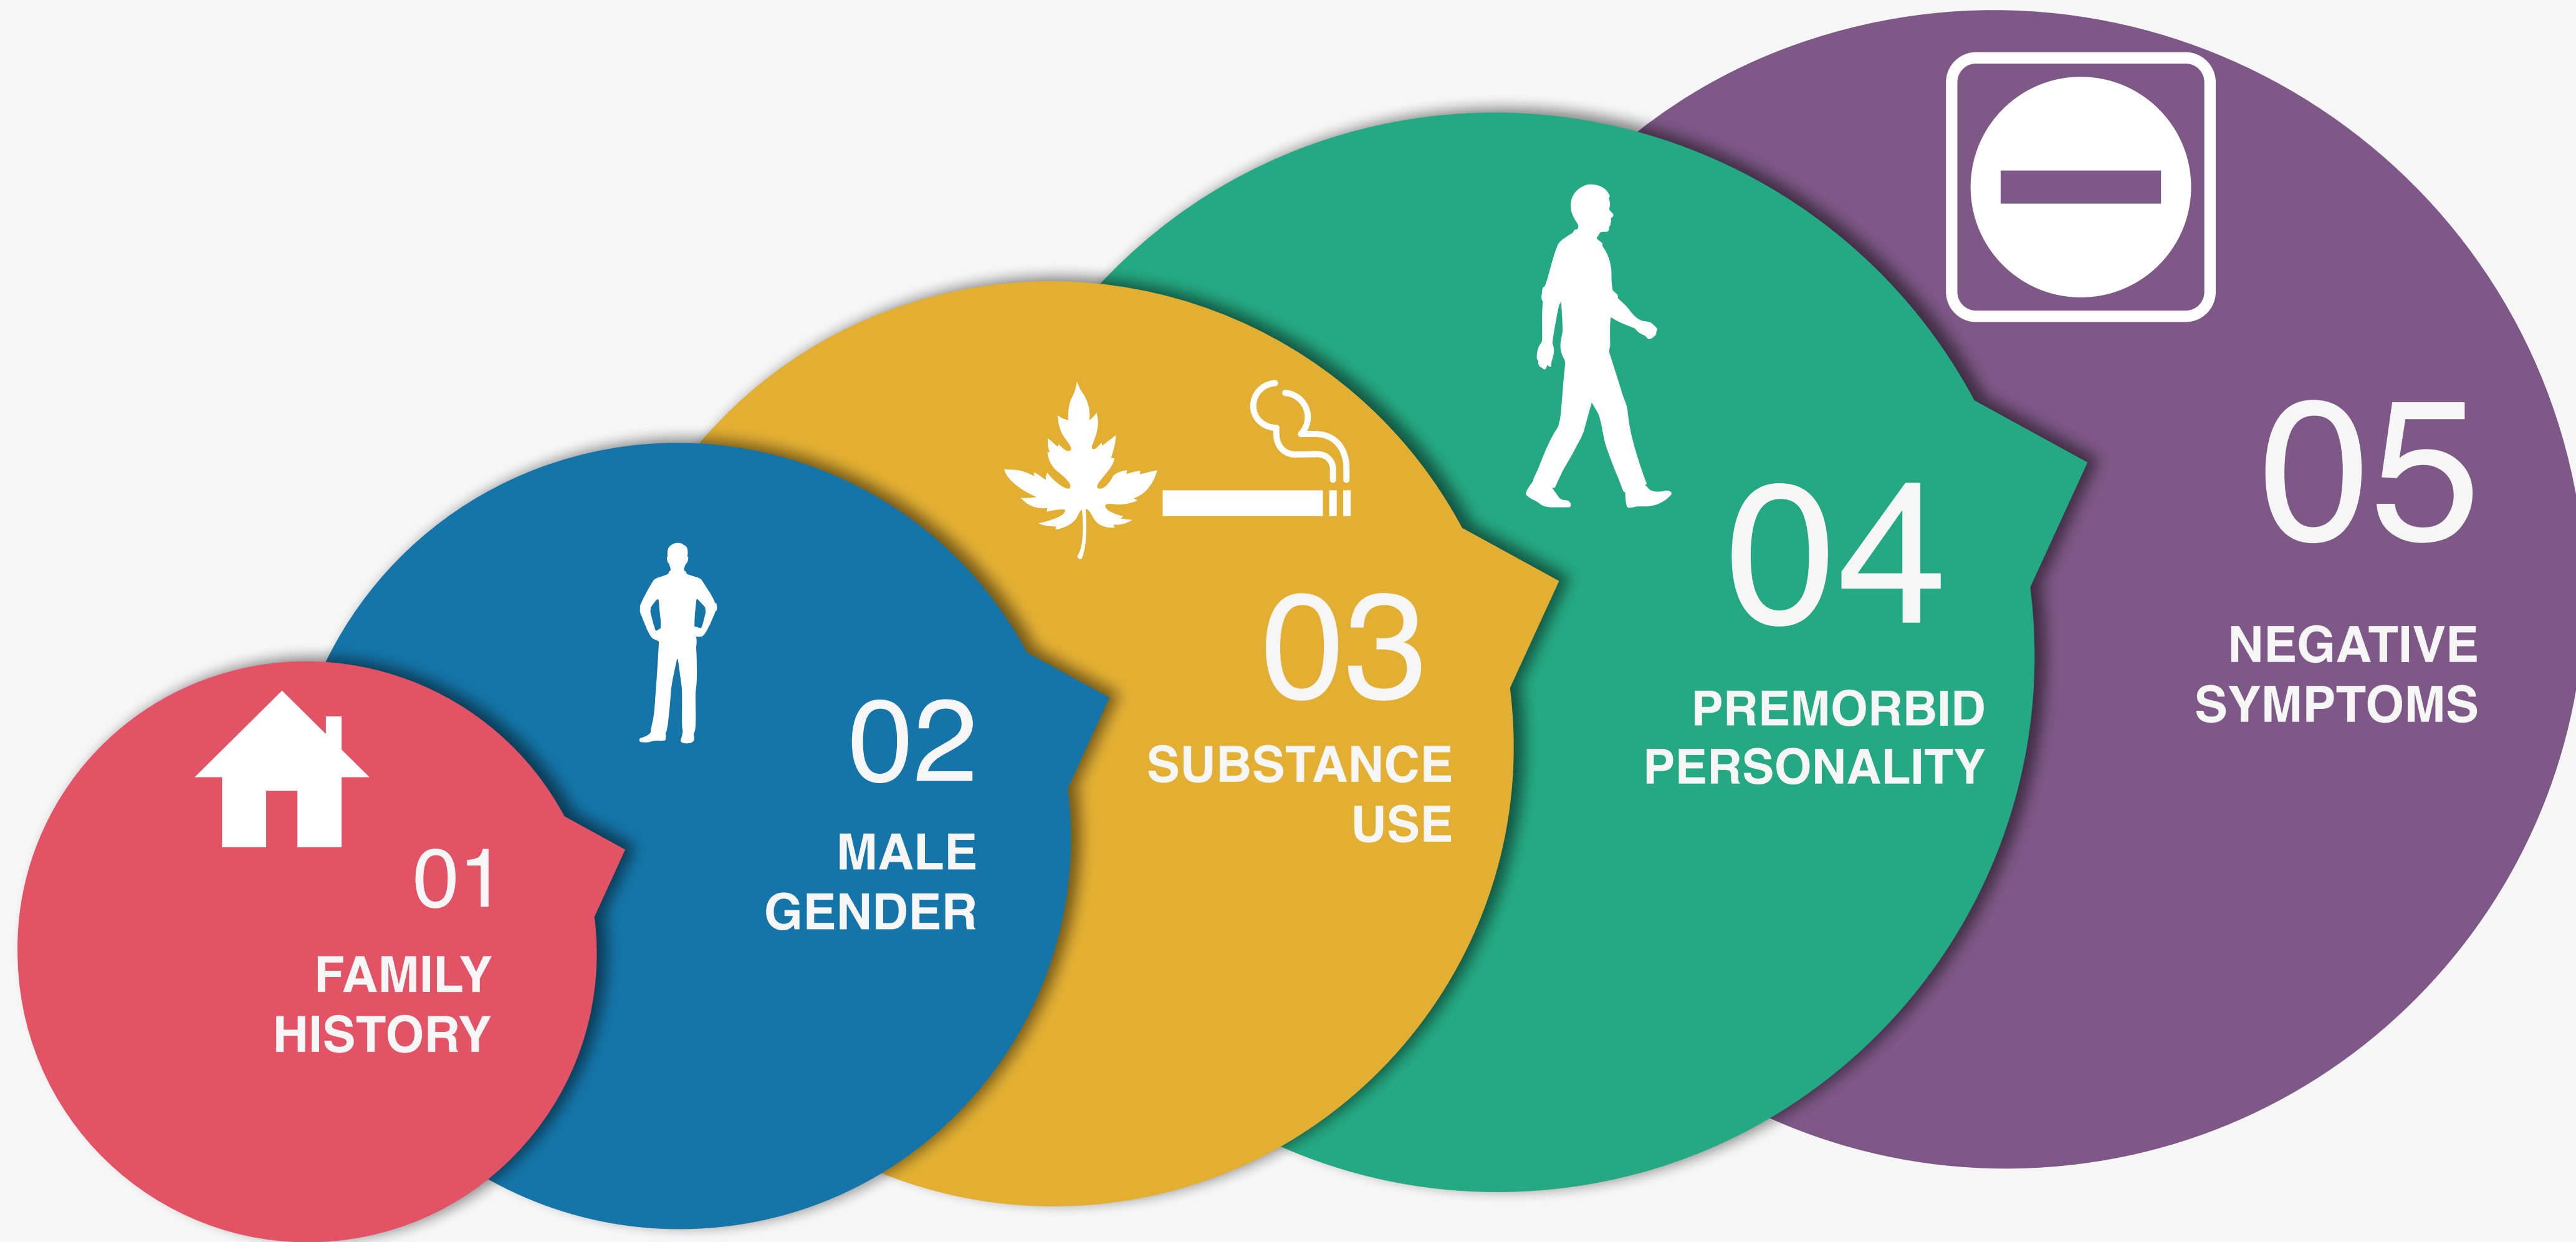 01
FAMILY
HISTORY
02
MALE
GENDER
03
SUBSTANCE
USE
04
PREMORBID
PERSONALITY
05
NEGATIVE
SYMPTOMS